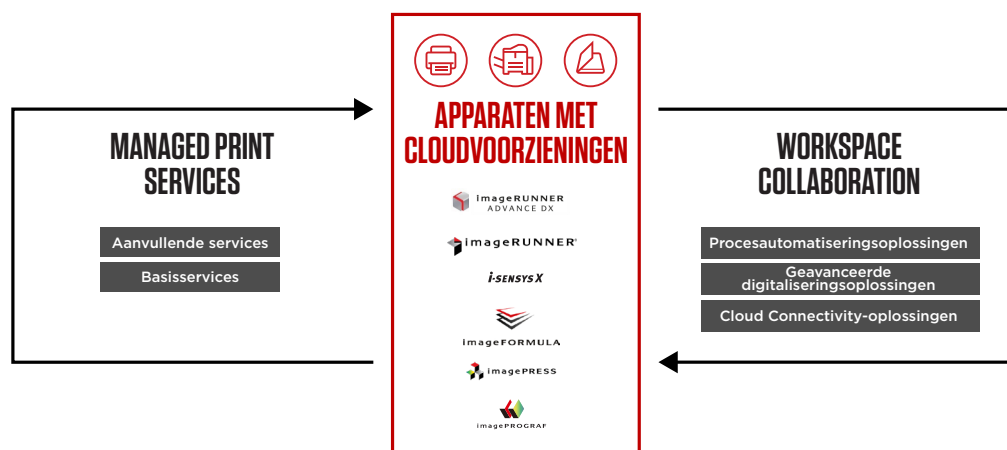 MANAGED PRINT
SERVICES
Aanvullende services
Basisservices
APPARATEN MET
CLOUDVOORZIENINGEN
imageRUNNER
ADVANCE DX
imageRUNNER®
i-SENSYS X
imageFORMULA
imagePRESS
imagePROGRAF
WORKSPACE
COLLABORATION
Procesautomatiseringsoplossingen
Geavanceerde
digitaliseringsoplossingen
Cloud Connectivity-oplossingen